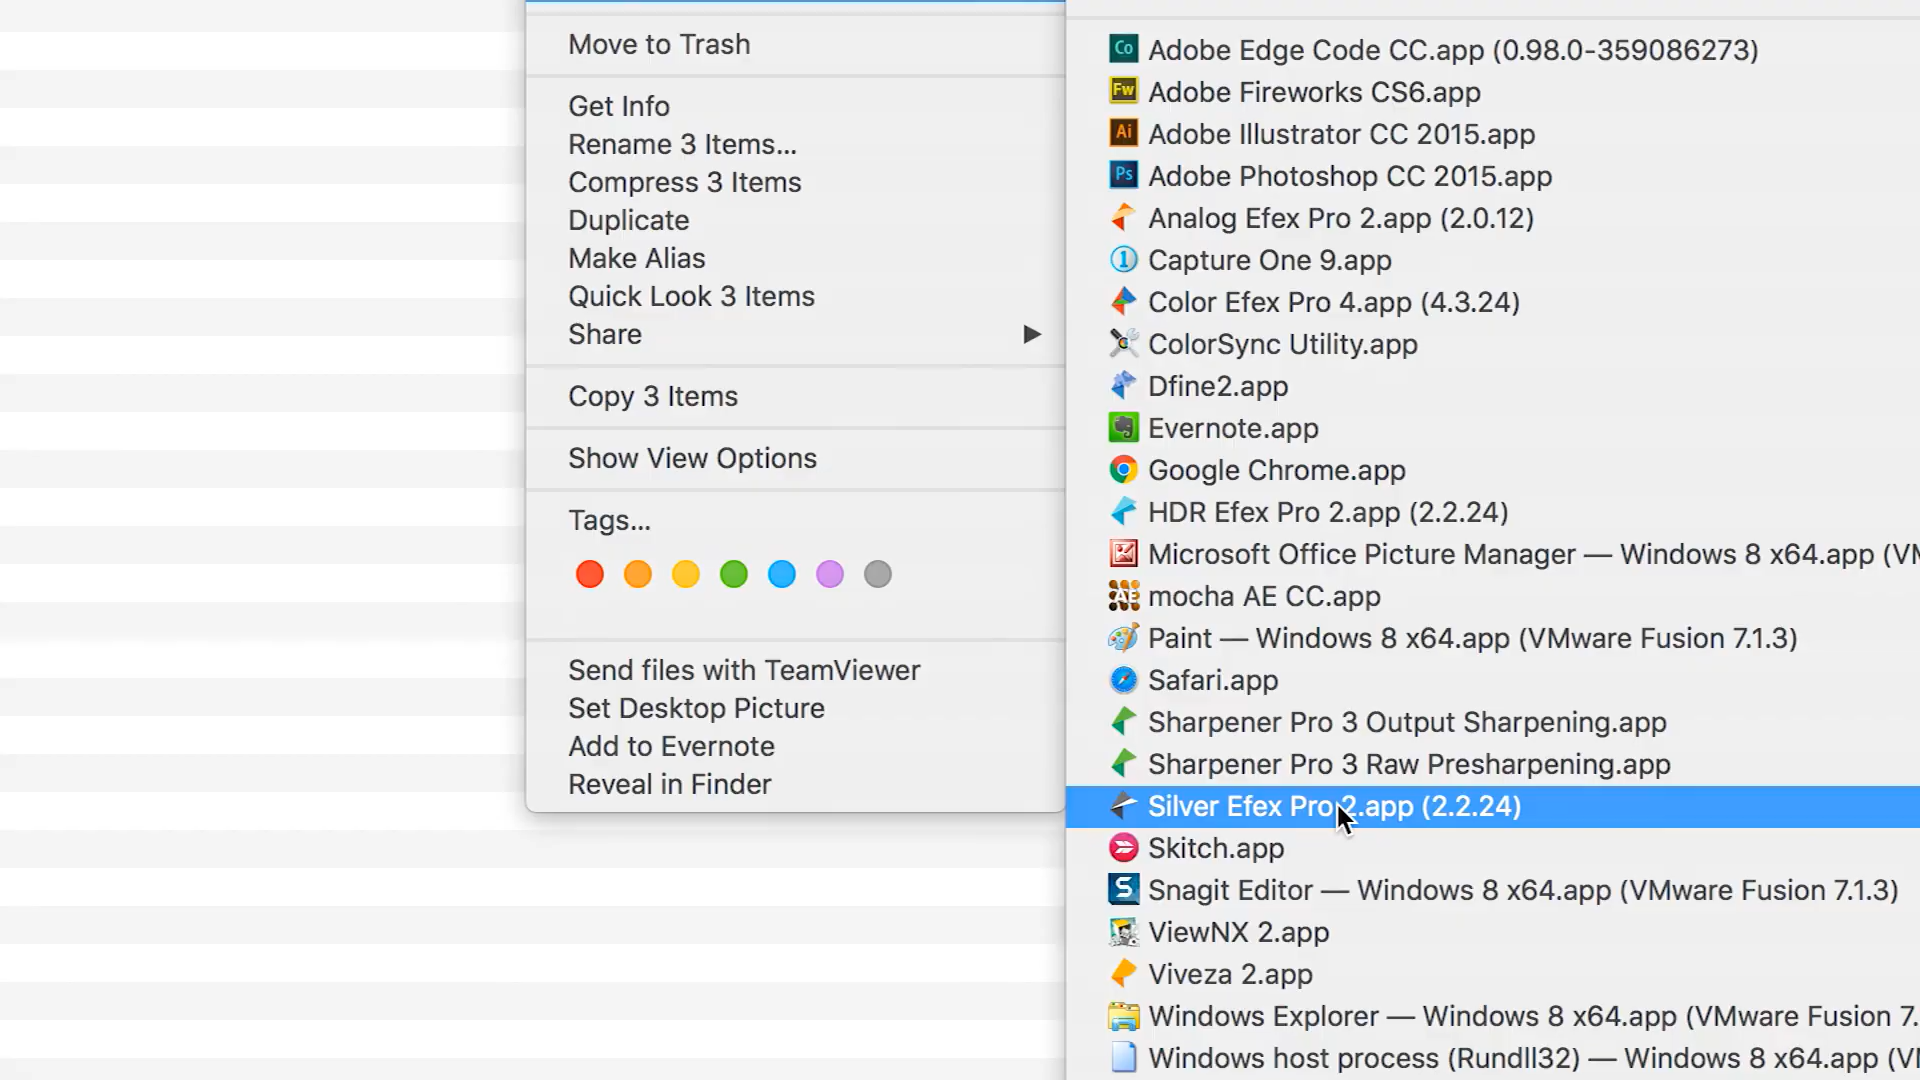 Move to Trash
Get Info
Rename 3 Items...
Compress 3 Items
Duplicate
Make Alias
Quick Look 3 Items
Share
Copy 3 Items
Show View Options
Tags...
Send files with TeamViewer
Set Desktop Picture
Add to Evernote
Reveal in Finder
Co Adobe Edge Code CC.app (0.98.0-359086273)
Fw Adobe Fireworks CS6.app
Ai Adobe Illustrator CC 2015.app
Ps Adobe Photoshop CC 2015.app
Analog Efex Pro 2.app (2.0.12)
1 Capture One 9.app
Color Efex Pro 4.app (4.3.24)
ColorSync Utility.app
Dfine2.app
Evernote.app
Google Chrome.app
HDR Efex Pro 2.app (2.2.24)
Microsoft Office Picture Manager — Windows 8 x64.app (VM
AE mocha AE CC.app
Paint — Windows 8 x64.app (VMware Fusion 7.1.3)
Safari.app
Sharpener Pro 3 Output Sharpening.app
Sharpener Pro 3 Raw Presharpening.app
Silver Efex Pro 2.app (2.2.24)
Skitch.app
S Snagit Editor — Windows 8 x64.app (VMware Fusion 7.1.3)
ViewNX 2.app
Viveza 2.app
Windows Explorer — Windows 8 x64.app (VMware Fusion 7.
Windows host process (Rundll32) — Windows 8 x64.app (VM